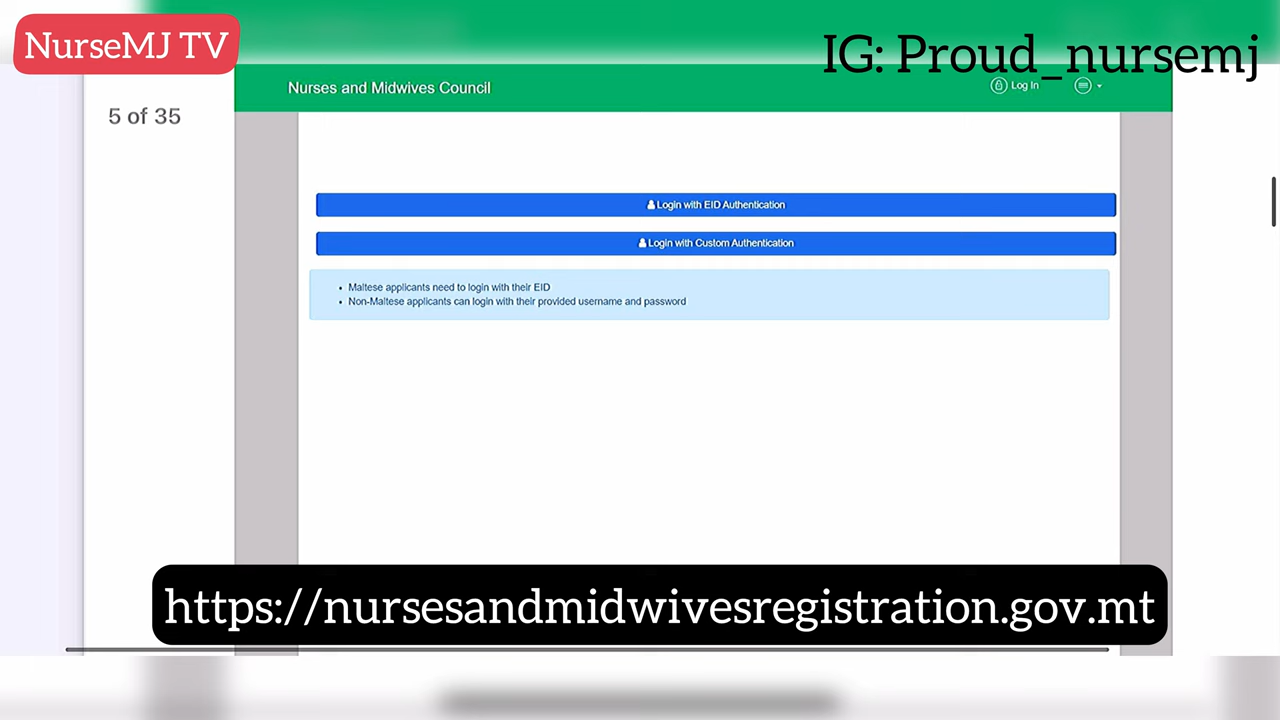 NurseMJ TV
IG: Proud_nursemj
Nurses and Midwives Council
Log In
5 of 35
Login with EID Authentication
Login with Custom Authentication
• Maltese applicants need to login with their EID
• Non-Maltese applicants can login with their provided username and password
https://nursesandmidwivesregistration.gov.mt